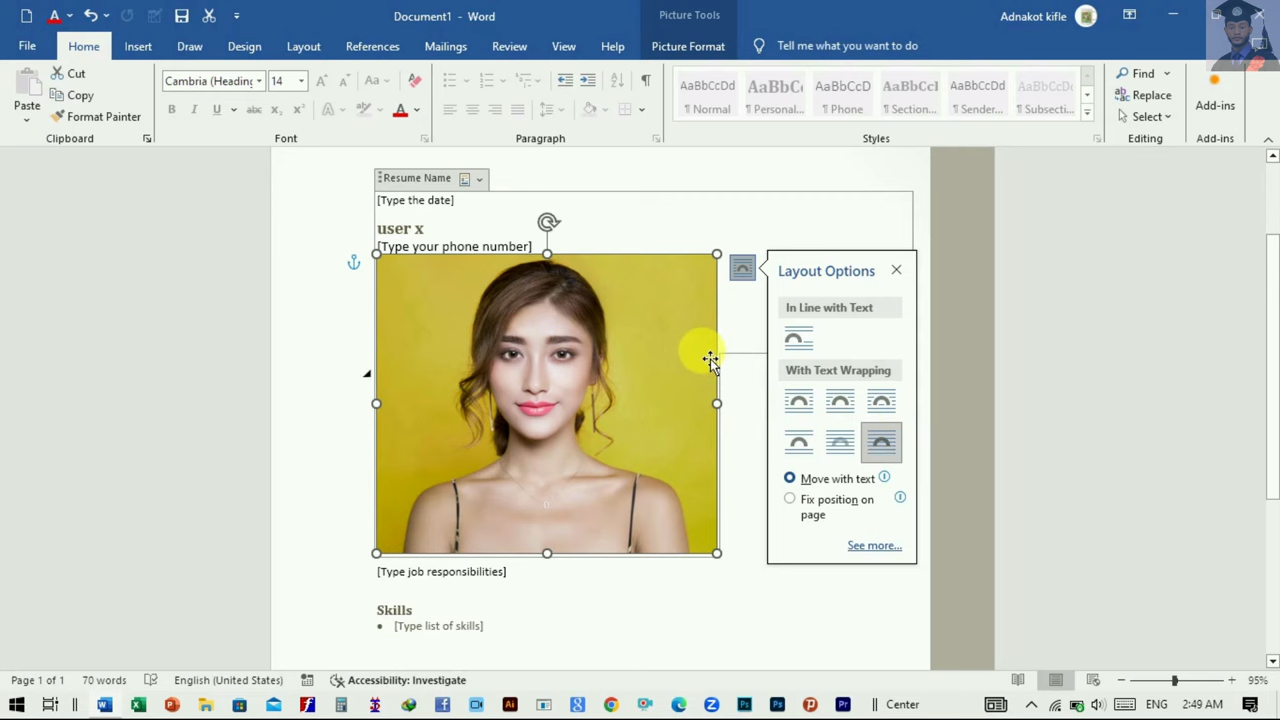 Document1 - Word
Picture Tools
Adnakot kifle
File Home Insert Draw Design Layout References Mailings Review View Help Picture Format Tell me what you want to do
Paste
Cut
Copy
Format Painter
Clipboard
Cambria (Heading 14
Font
Paragraph
AaBbCcDd AaBbCc AaBbCcDd AaBbCcI AaBbCcDd AaBbCcI
¶ Normal ¶ Personal... ¶ Phone ¶ Section... ¶ Sender... ¶ Subsecti...
Styles
Find
Replace
Select
Editing
Add-ins
Add-ins
Resume Name
[Type the date]
user x
[Type your phone number]
Layout Options
In Line with Text
With Text Wrapping
Move with text
Fix position on
page
See more...
[Type job responsibilities]
Skills
• [Type list of skills]
Page 1 of 1 70 words English (United States) Accessibility: Investigate 95%
Center ENG 2:49 AM